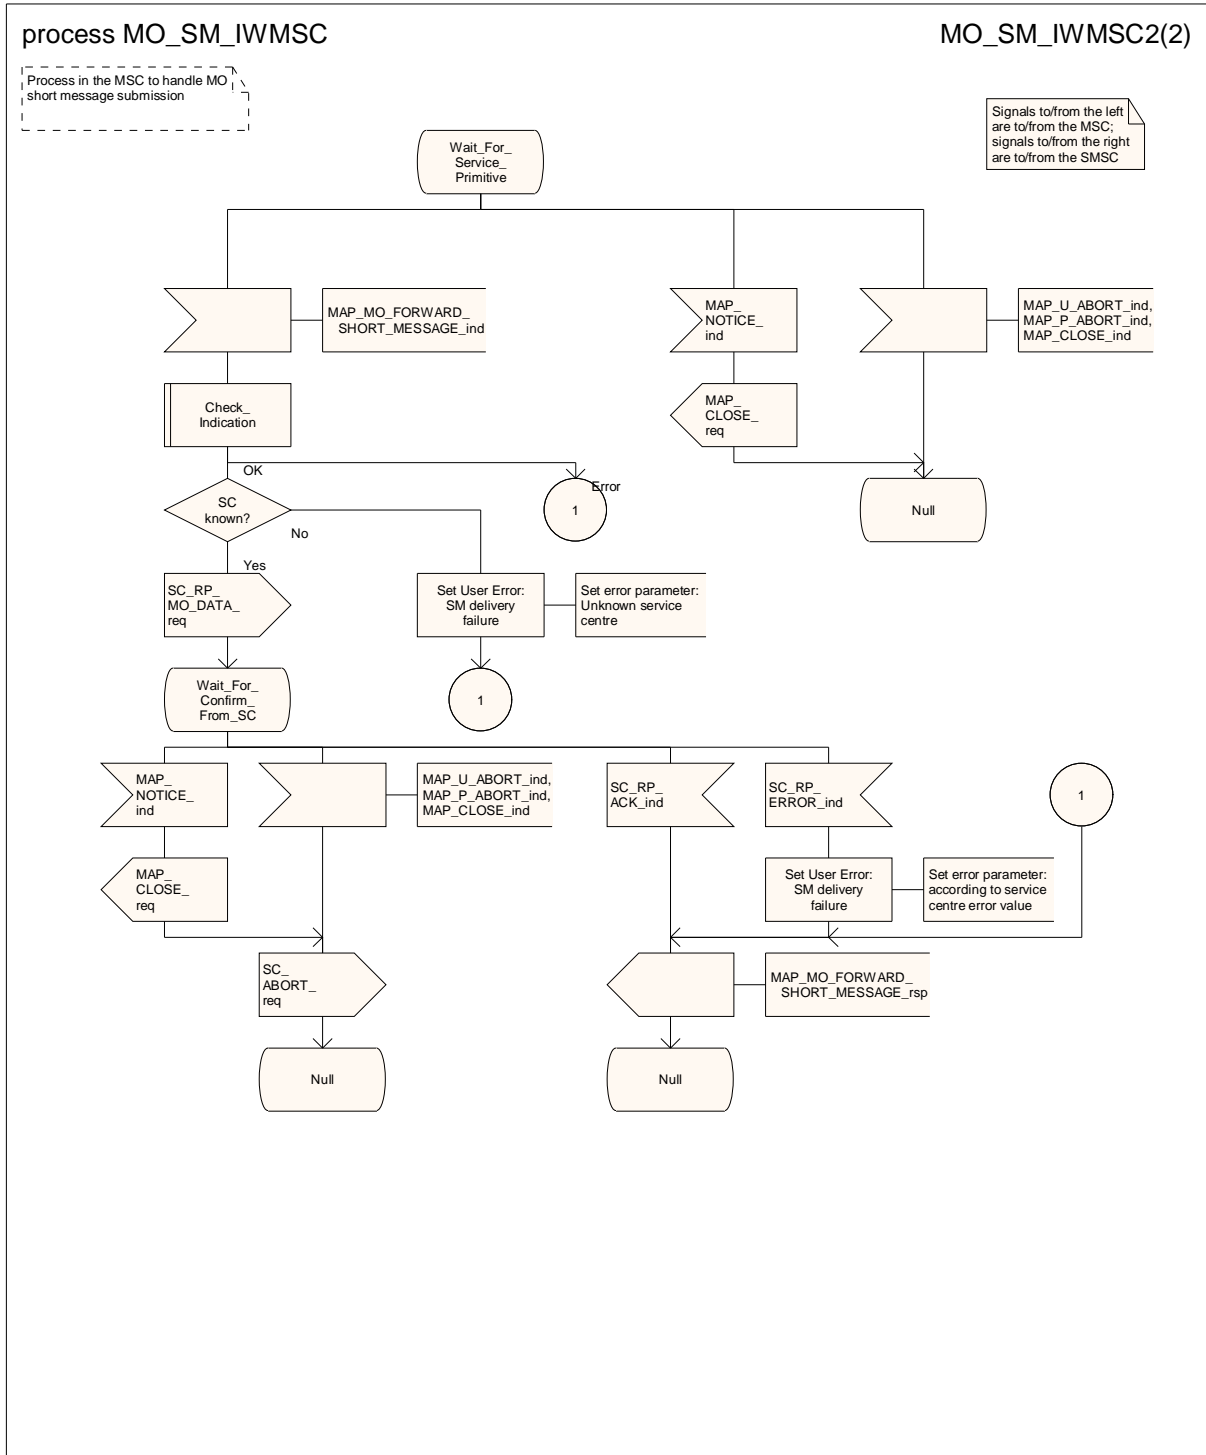 process MO_SM_IWMSC
MO_SM_IWMSC2(2)
Process in the MSC to handle MO
short message submission
Signals to/from the left
are to/from the MSC;
signals to/from the right
are to/from the SMSC
Wait_For_
Service_
Primitive
MAP_MO_FORWARD_
SHORT_MESSAGE_ind
MAP_
NOTICE_
ind
MAP_U_ABORT_ind,
MAP_P_ABORT_ind,
MAP_CLOSE_ind
Check_
Indication
MAP_
CLOSE_
req
OK
Error
SC
known?
1
Null
No
Yes
SC_RP_
MO_DATA_
req
Set User Error:
SM delivery
failure
Set error parameter:
Unknown service
centre
Wait_For_
Confirm_
From_SC
1
MAP_
NOTICE_
ind
MAP_U_ABORT_ind,
MAP_P_ABORT_ind,
MAP_CLOSE_ind
SC_RP_
ACK_ind
SC_RP_
ERROR_ind
1
MAP_
CLOSE_
req
Set User Error:
SM delivery
failure
Set error parameter:
according to service
centre error value
SC_
ABORT_
req
MAP_MO_FORWARD_
SHORT_MESSAGE_rsp
Null
Null